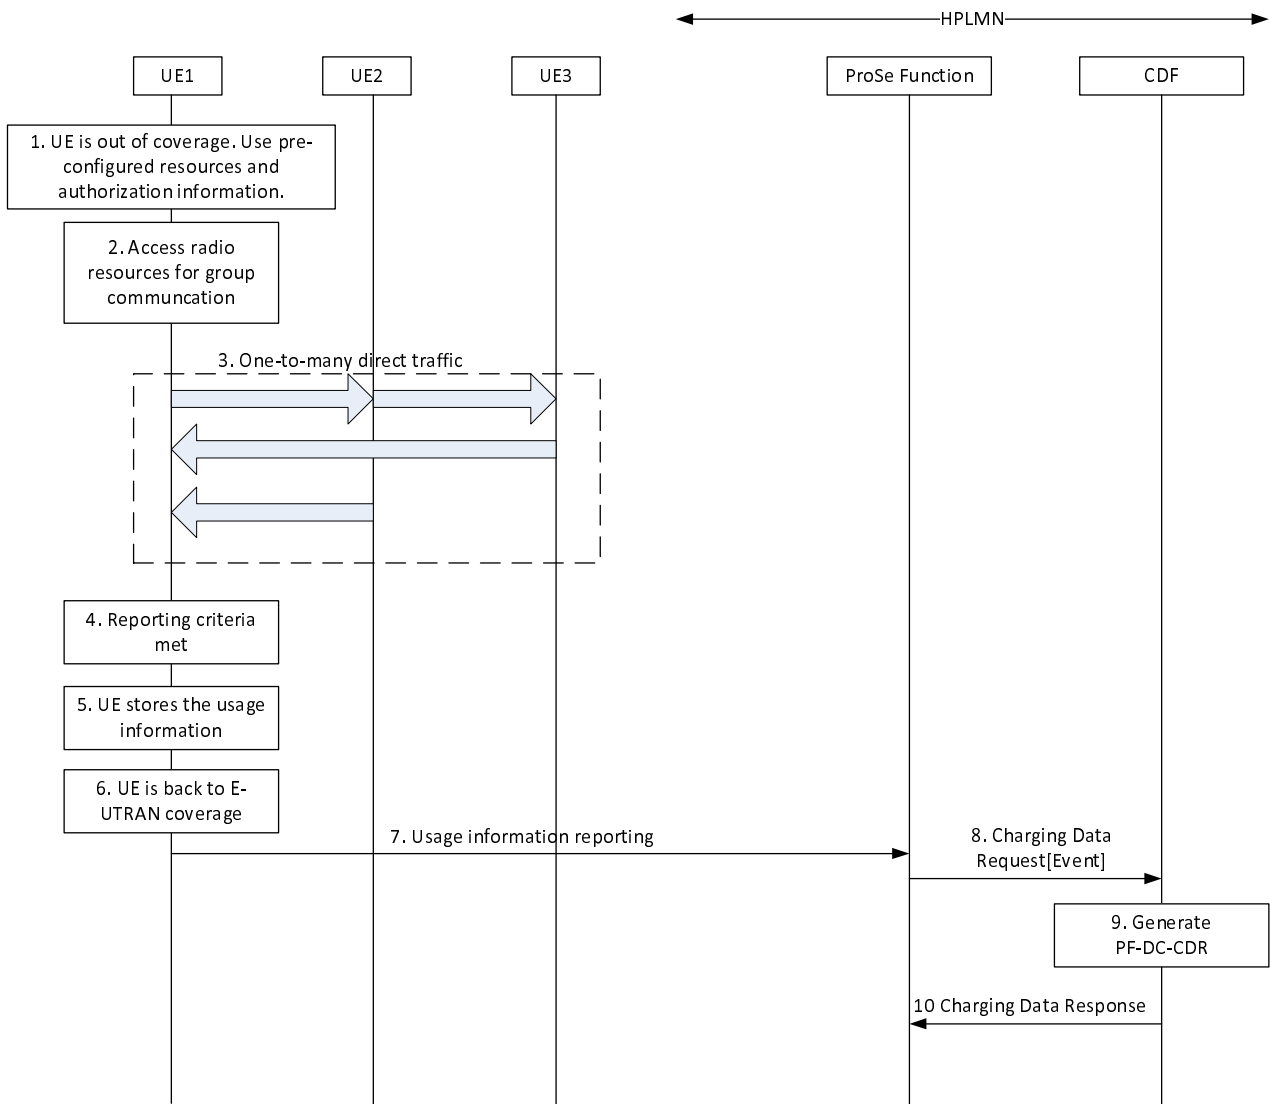 HPLMN
UE1
UE2
UE3
ProSe Function
CDF
1. UE is out of coverage. Use pre-
configured resources and
authorization information.
2. Access radio
resources for group
communcation
3. One-to-many direct traffic
4. Reporting criteria
met
5. UE stores the usage
information
6. UE is back to E-
UTRAN coverage
7. Usage information reporting
8. Charging Data
Request[Event]
9. Generate
PF-DC-CDR
10 Charging Data Response